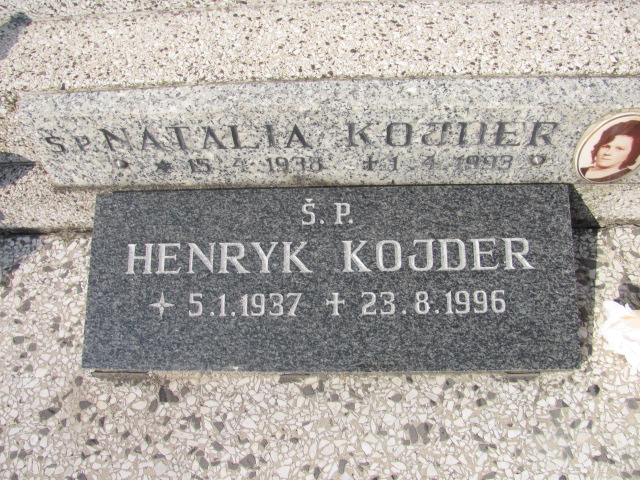 Ś.P. NATALIA KOJDER
* 15.4.1938 + 1.4.1993
Š. P.
HENRYK KOJDER
* 5.1.1937 + 23.8.1996